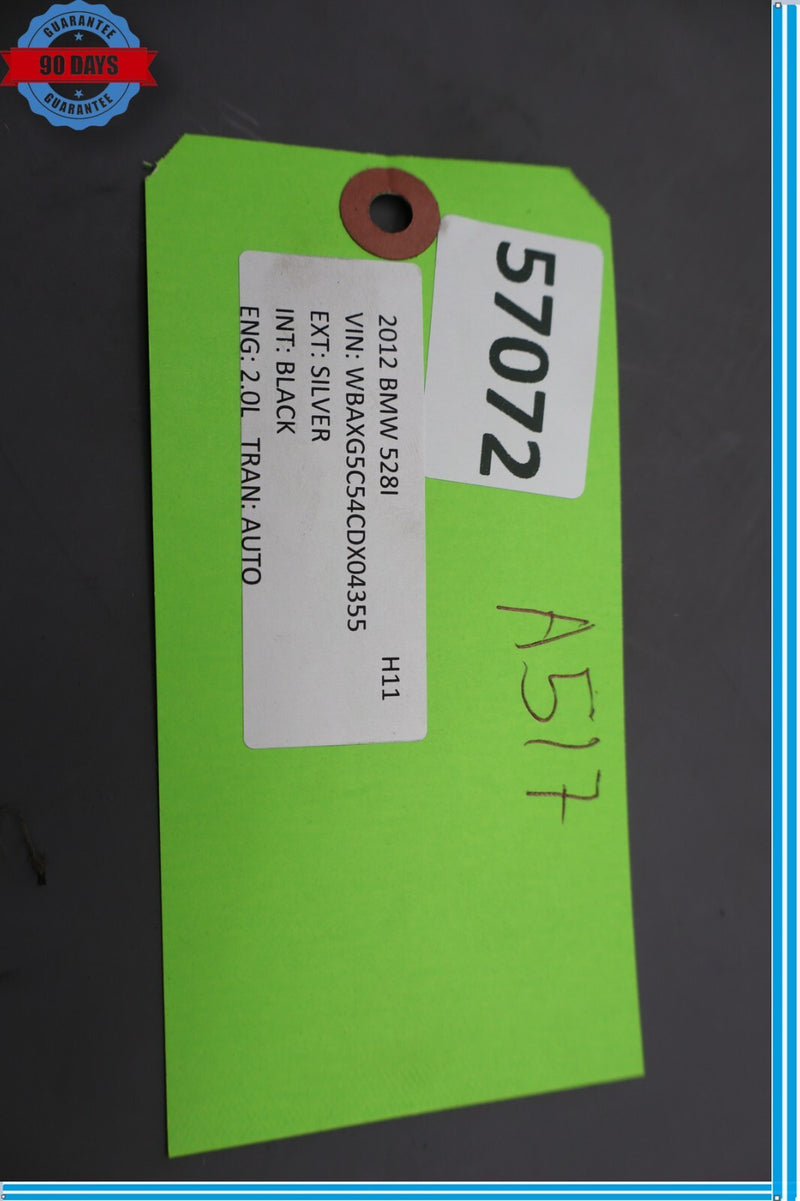 GUARANTEE
90 DAYS
GUARANTEE
57072
2012 BMW 528I H11
VIN: WBAXG5C54CDX04355
EXT: SILVER
INT: BLACK
ENG: 2.0L TRAN: AUTO
A517